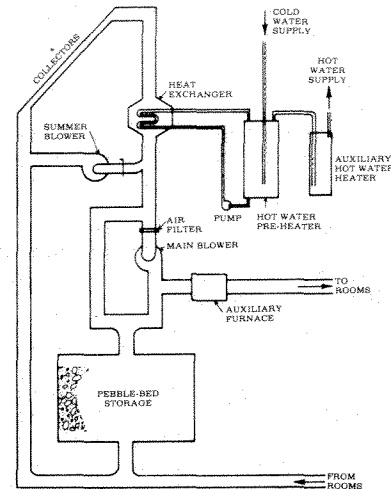 COLD
WATER
SUPPLY
HOT
WATER
SUPPLY
COLLECTORS
HEAT
EXCHANGER
SUMMER
BLOWER
AUXILIARY
HOT WATER
HEATER
PUMP
HOT WATER
PRE-HEATER
AIR
FILTER
MAIN BLOWER
TO
ROOMS
AUXILIARY
FURNACE
PEBBLE-BED
STORAGE
FROM
ROOMS